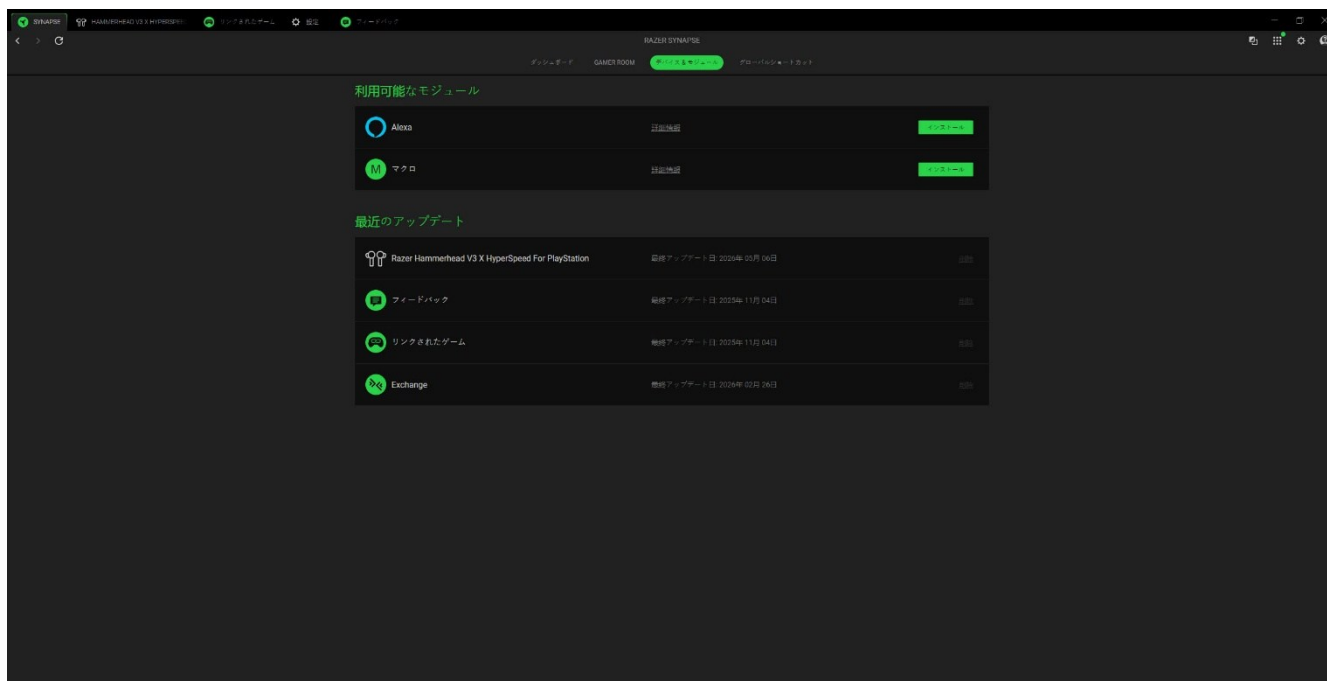 SYNAPSE HAMMERHEAD V3 X HYPERSPEE リンクされたゲーム 設定 フィードバック
RAZER SYNAPSE
ダッシュボード GAMER ROOM デバイス＆モジュール グローバルショートカット
利用可能なモジュール
Alexa 詳細情報 インストール
M マクロ 詳細情報 インストール
最近のアップデート
Razer Hammerhead V3 X HyperSpeed For PlayStation 最終アップデート日: 2026年 05月 06日
フィードバック 最終アップデート日: 2025年 11月 04日
リンクされたゲーム 最終アップデート日: 2025年 11月 04日
Exchange 最終アップデート日: 2026年 02月 26日